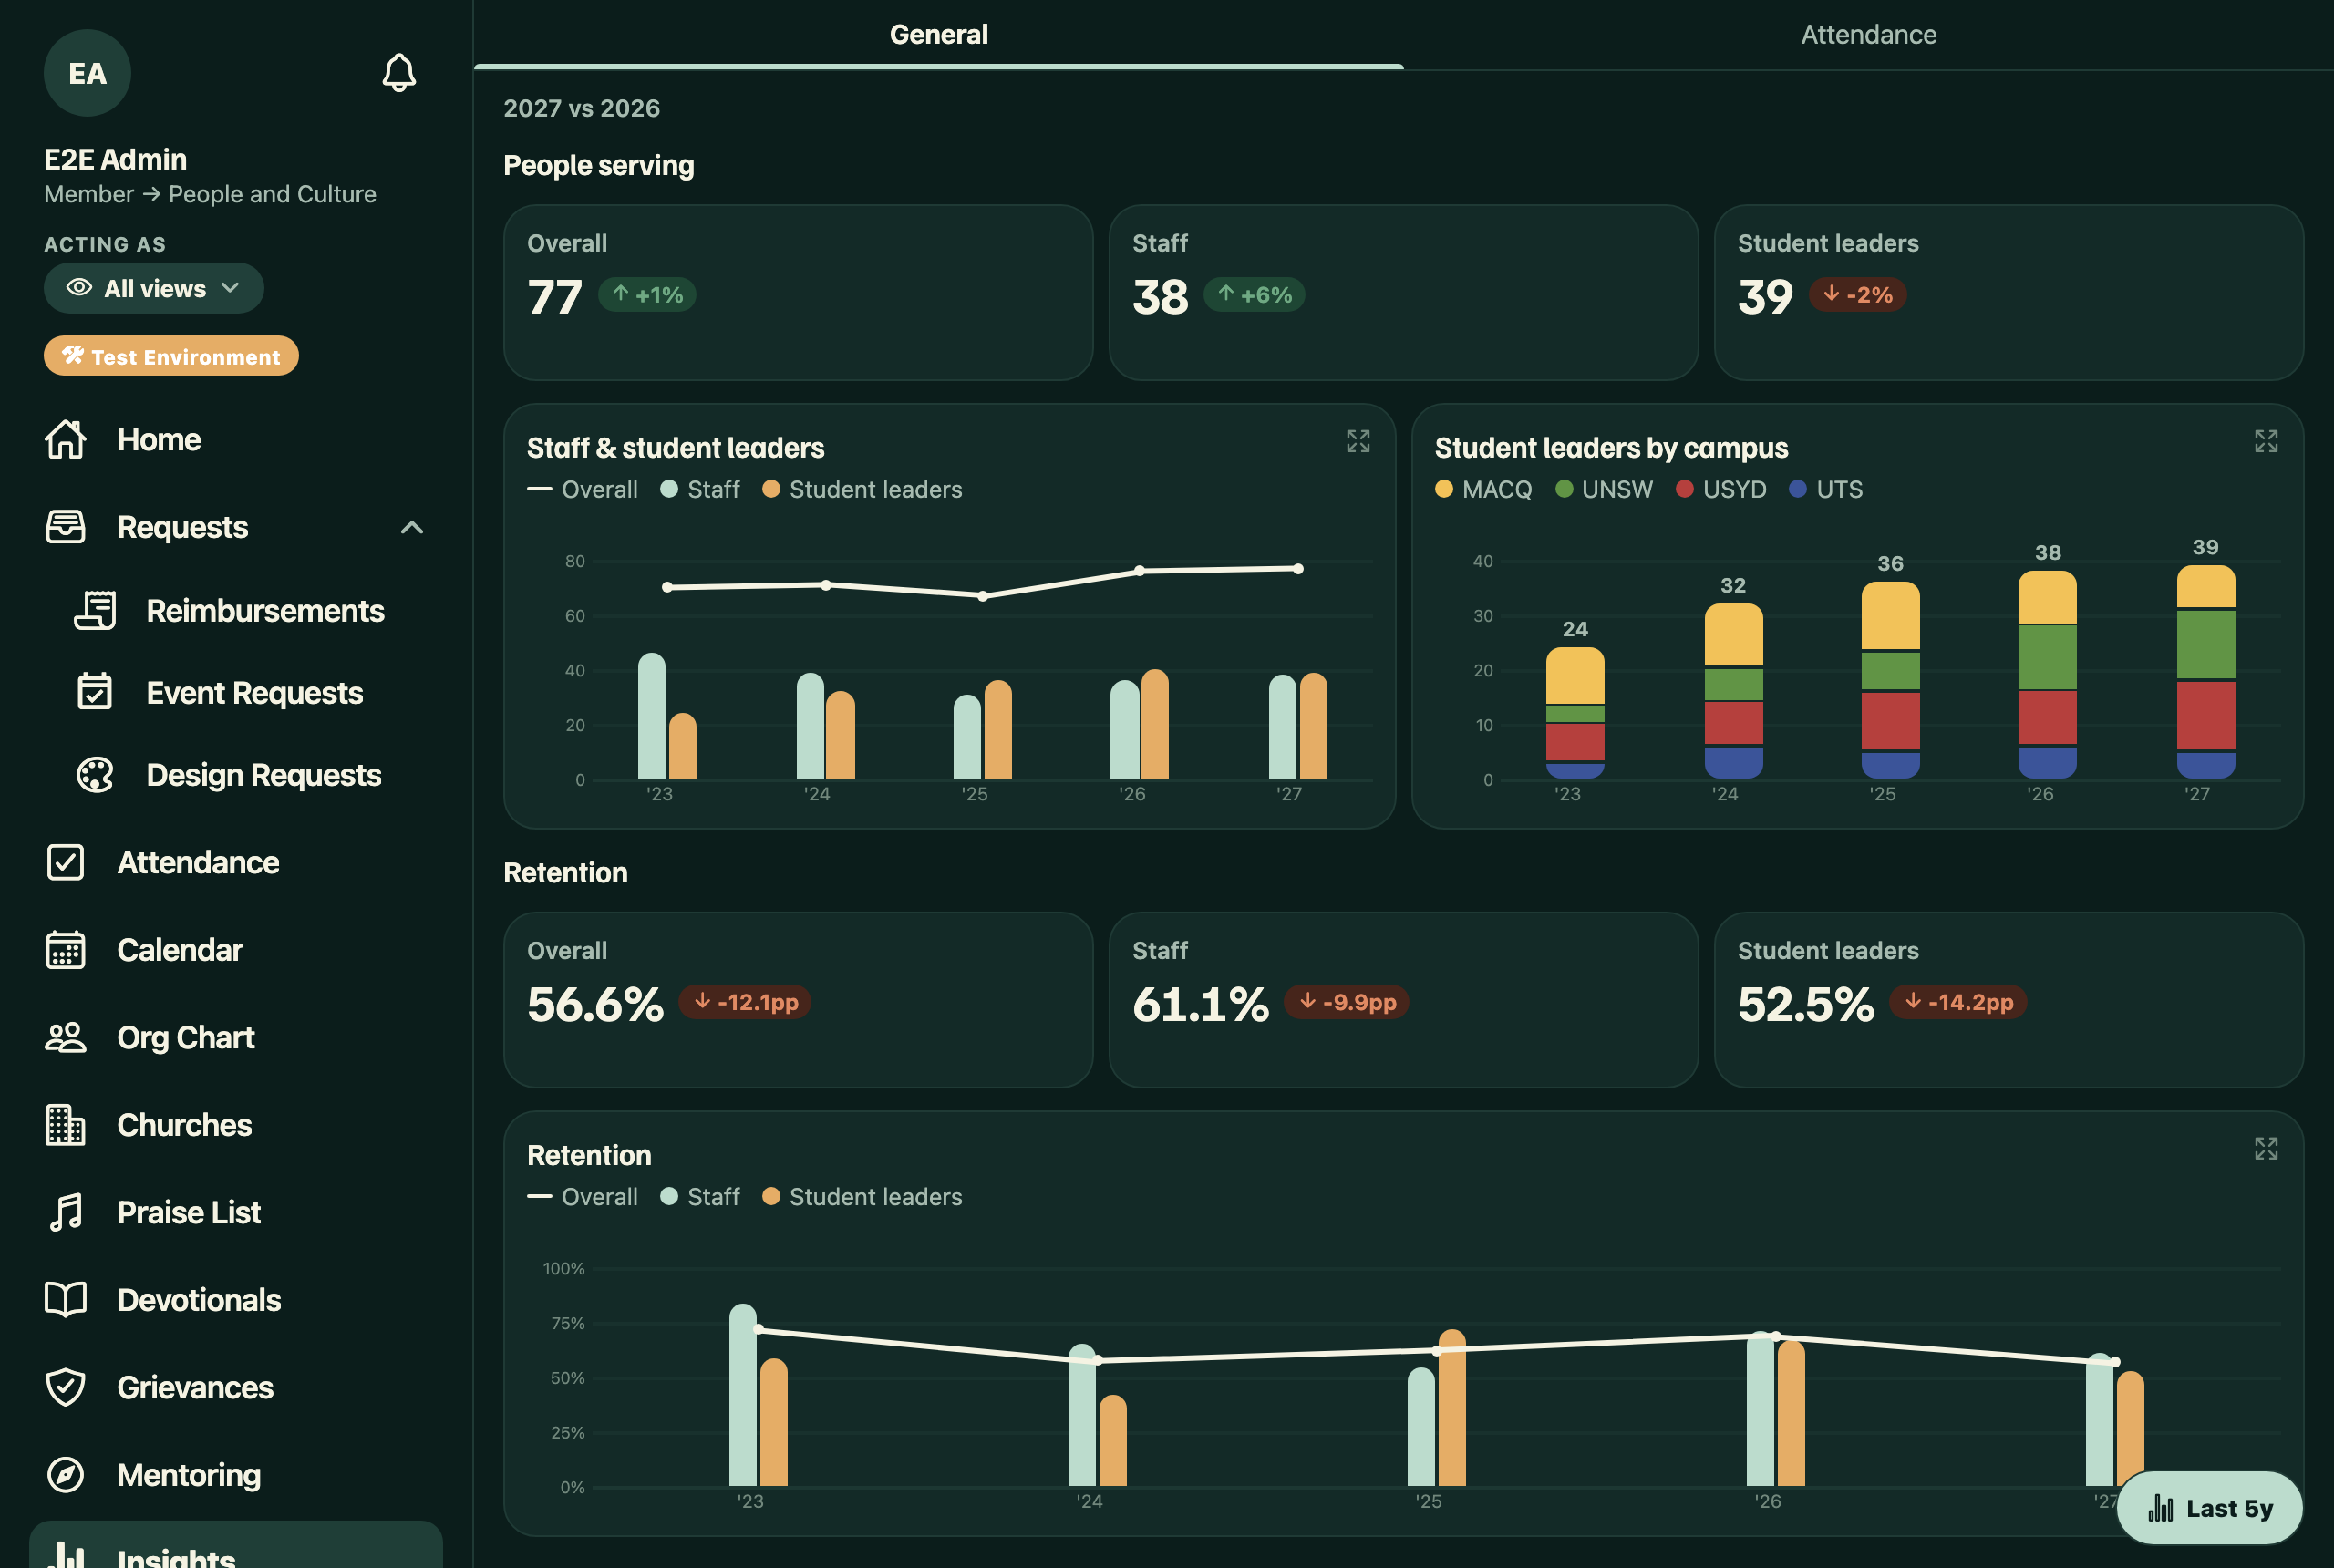 EA
E2E Admin
Member → People and Culture
ACTING AS
All views
Test Environment
Home
Requests
Reimbursements
Event Requests
Design Requests
Attendance
Calendar
Org Chart
Churches
Praise List
Devotionals
Grievances
Mentoring
Insights
General
Attendance
2027 vs 2026
People serving
Overall
77 ↑ +1%
Staff
38 ↑ +6%
Student leaders
39 ↓ -2%
Staff & student leaders
Overall Staff Student leaders
80
60
40
20
0
'23 '24 '25 '26 '27
Student leaders by campus
MACQ UNSW USYD UTS
40
30
20
10
0
24 32 36 38 39
'23 '24 '25 '26 '27
Retention
Overall
56.6% ↓ -12.1pp
Staff
61.1% ↓ -9.9pp
Student leaders
52.5% ↓ -14.2pp
Retention
Overall Staff Student leaders
100%
75%
50%
25%
0%
'23 '24 '25 '26 '27
Last 5y